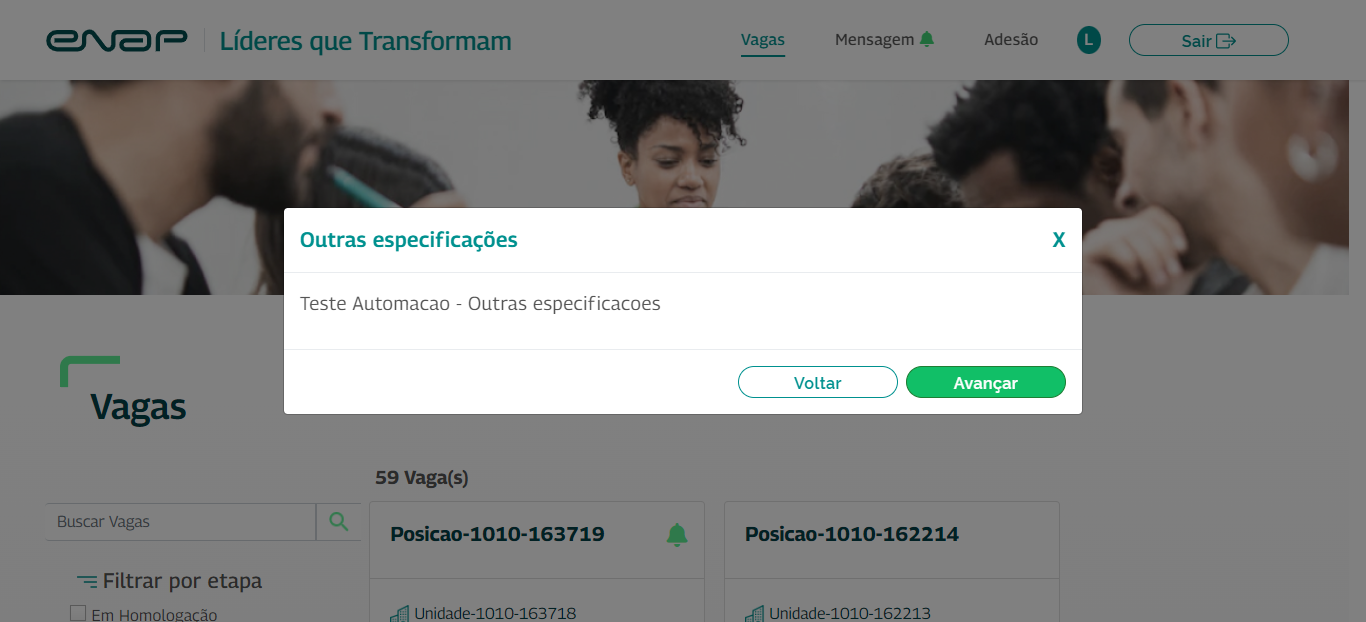 enap
Líderes que Transformam
Vagas
Mensagem
Adesão
L
Sair
Outras especificações
X
Teste Automacao - Outras especificacoes
Voltar
Avançar
Vagas
59 Vaga(s)
Buscar Vagas
Posicao-1010-163719
Posicao-1010-162214
Filtrar por etapa
Em Homologação
Unidade-1010-163718
Unidade-1010-162213